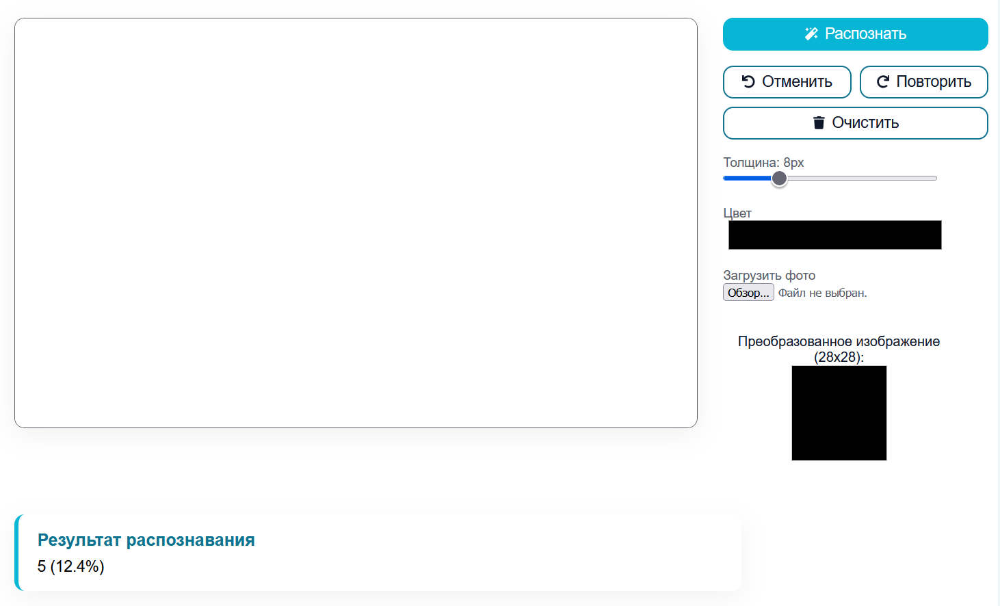 Распознать
Отменить
Повторить
Очистить
Толщина: 8px
Цвет
Загрузить фото
Обзор... Файл не выбран.
Преобразованное изображение
(28x28):
Результат распознавания
5 (12.4%)